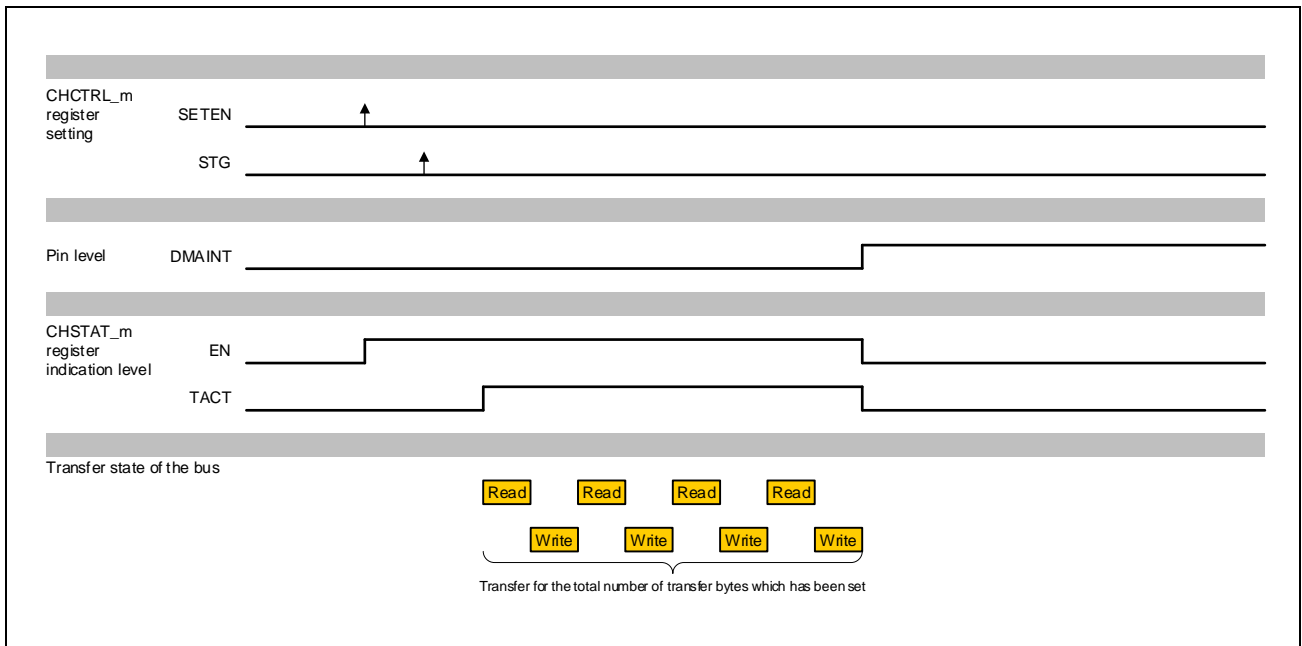 CHCTRL_m
register
setting
SETEN
STG
Pin level
DMAINT
CHSTAT_m
register
indication level
EN
TACT
Transfer state of the bus
Read Read Read Read
Write Write Write Write
Transfer for the total number of transfer bytes which has been set